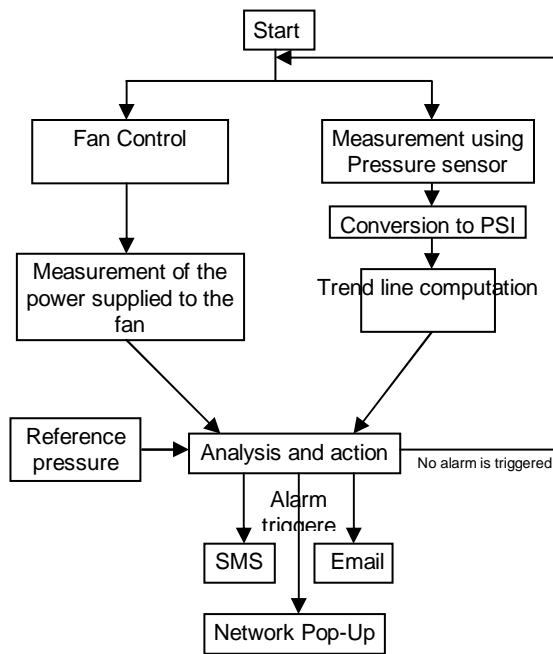 Start
Fan Control
Measurement using
Pressure sensor
Conversion to PSI
Measurement of the
power supplied to the
fan
Trend line computation
Reference
pressure
Analysis and action
No alarm is triggered
Alarm
triggere
SMS
Email
Network Pop-Up